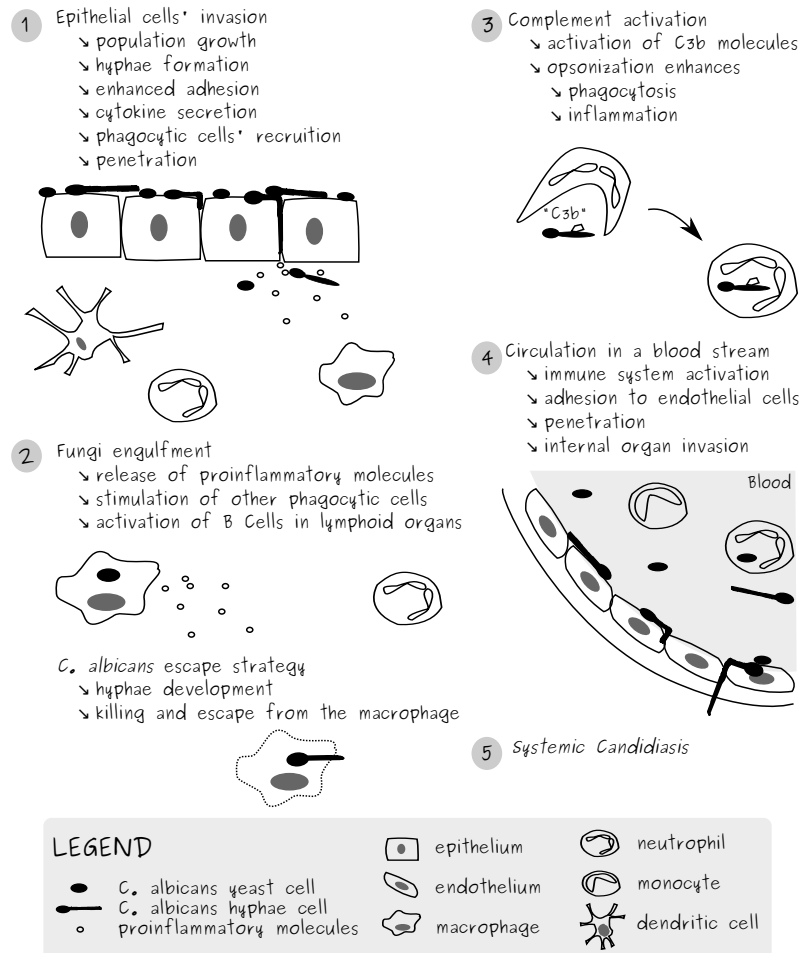 1 Epithelial cells' invasion
↘ population growth
↘ hyphae formation
↘ enhanced adhesion
↘ cytokine secretion
↘ phagocytic cells' recruition
↘ penetration
2 Fungi engulfment
↘ release of proinflammatory molecules
↘ stimulation of other phagocytic cells
↘ activation of B Cells in lymphoid organs
C. albicans escape strategy
↘ hyphae development
↘ killing and escape from the macrophage
3 Complement activation
↘ activation of C3b molecules
↘ opsonization enhances
↘ phagocytosis
↘ inflammation
"C3b"
4 Circulation in a blood stream
↘ immune system activation
↘ adhesion to endothelial cells
↘ penetration
↘ internal organ invasion
Blood
5 Systemic Candidiasis
LEGEND
C. albicans yeast cell
C. albicans hyphae cell
proinflammatory molecules
epithelium
endothelium
macrophage
neutrophil
monocyte
dendritic cell